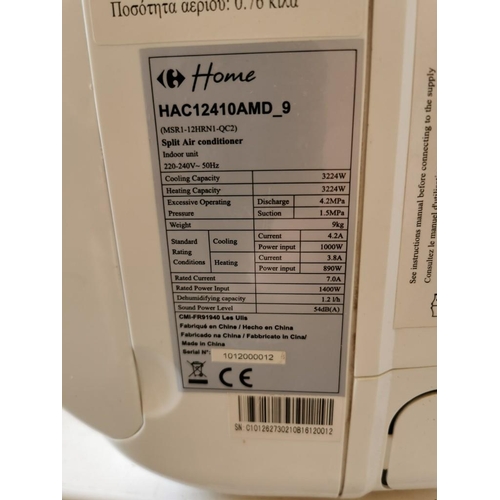 Ποσότητα αερίου: 0.76 κιλά
Home
HAC12410AMD_9
(MSR1-12HRN1-QC2)
Split Air conditioner
Indoor unit
220-240V~ 50Hz
Cooling Capacity 3224W
Heating Capacity 3224W
Excessive Operating Pressure Discharge 4.2MPa
Suction 1.5MPa
Weight 9kg
Standard Rating Conditions Cooling Current 4.2A
Power input 1000W
Heating Current 3.8A
Power input 890W
Rated Current 7.0A
Rated Power Input 1400W
Dehumidifying capacity 1.2 l/h
Sound Power Level 54dB(A)
CMI-FR91940 Les Ulis
Fabriqué en China / Hecho en China
Fabricado na China / Fabbricato in Cina/
Made in China
Serial N°: 1012000012
CE
SN C101262730210B16120012
See instructions manual before connecting to the supply
Consultez le manuel d'utilisation